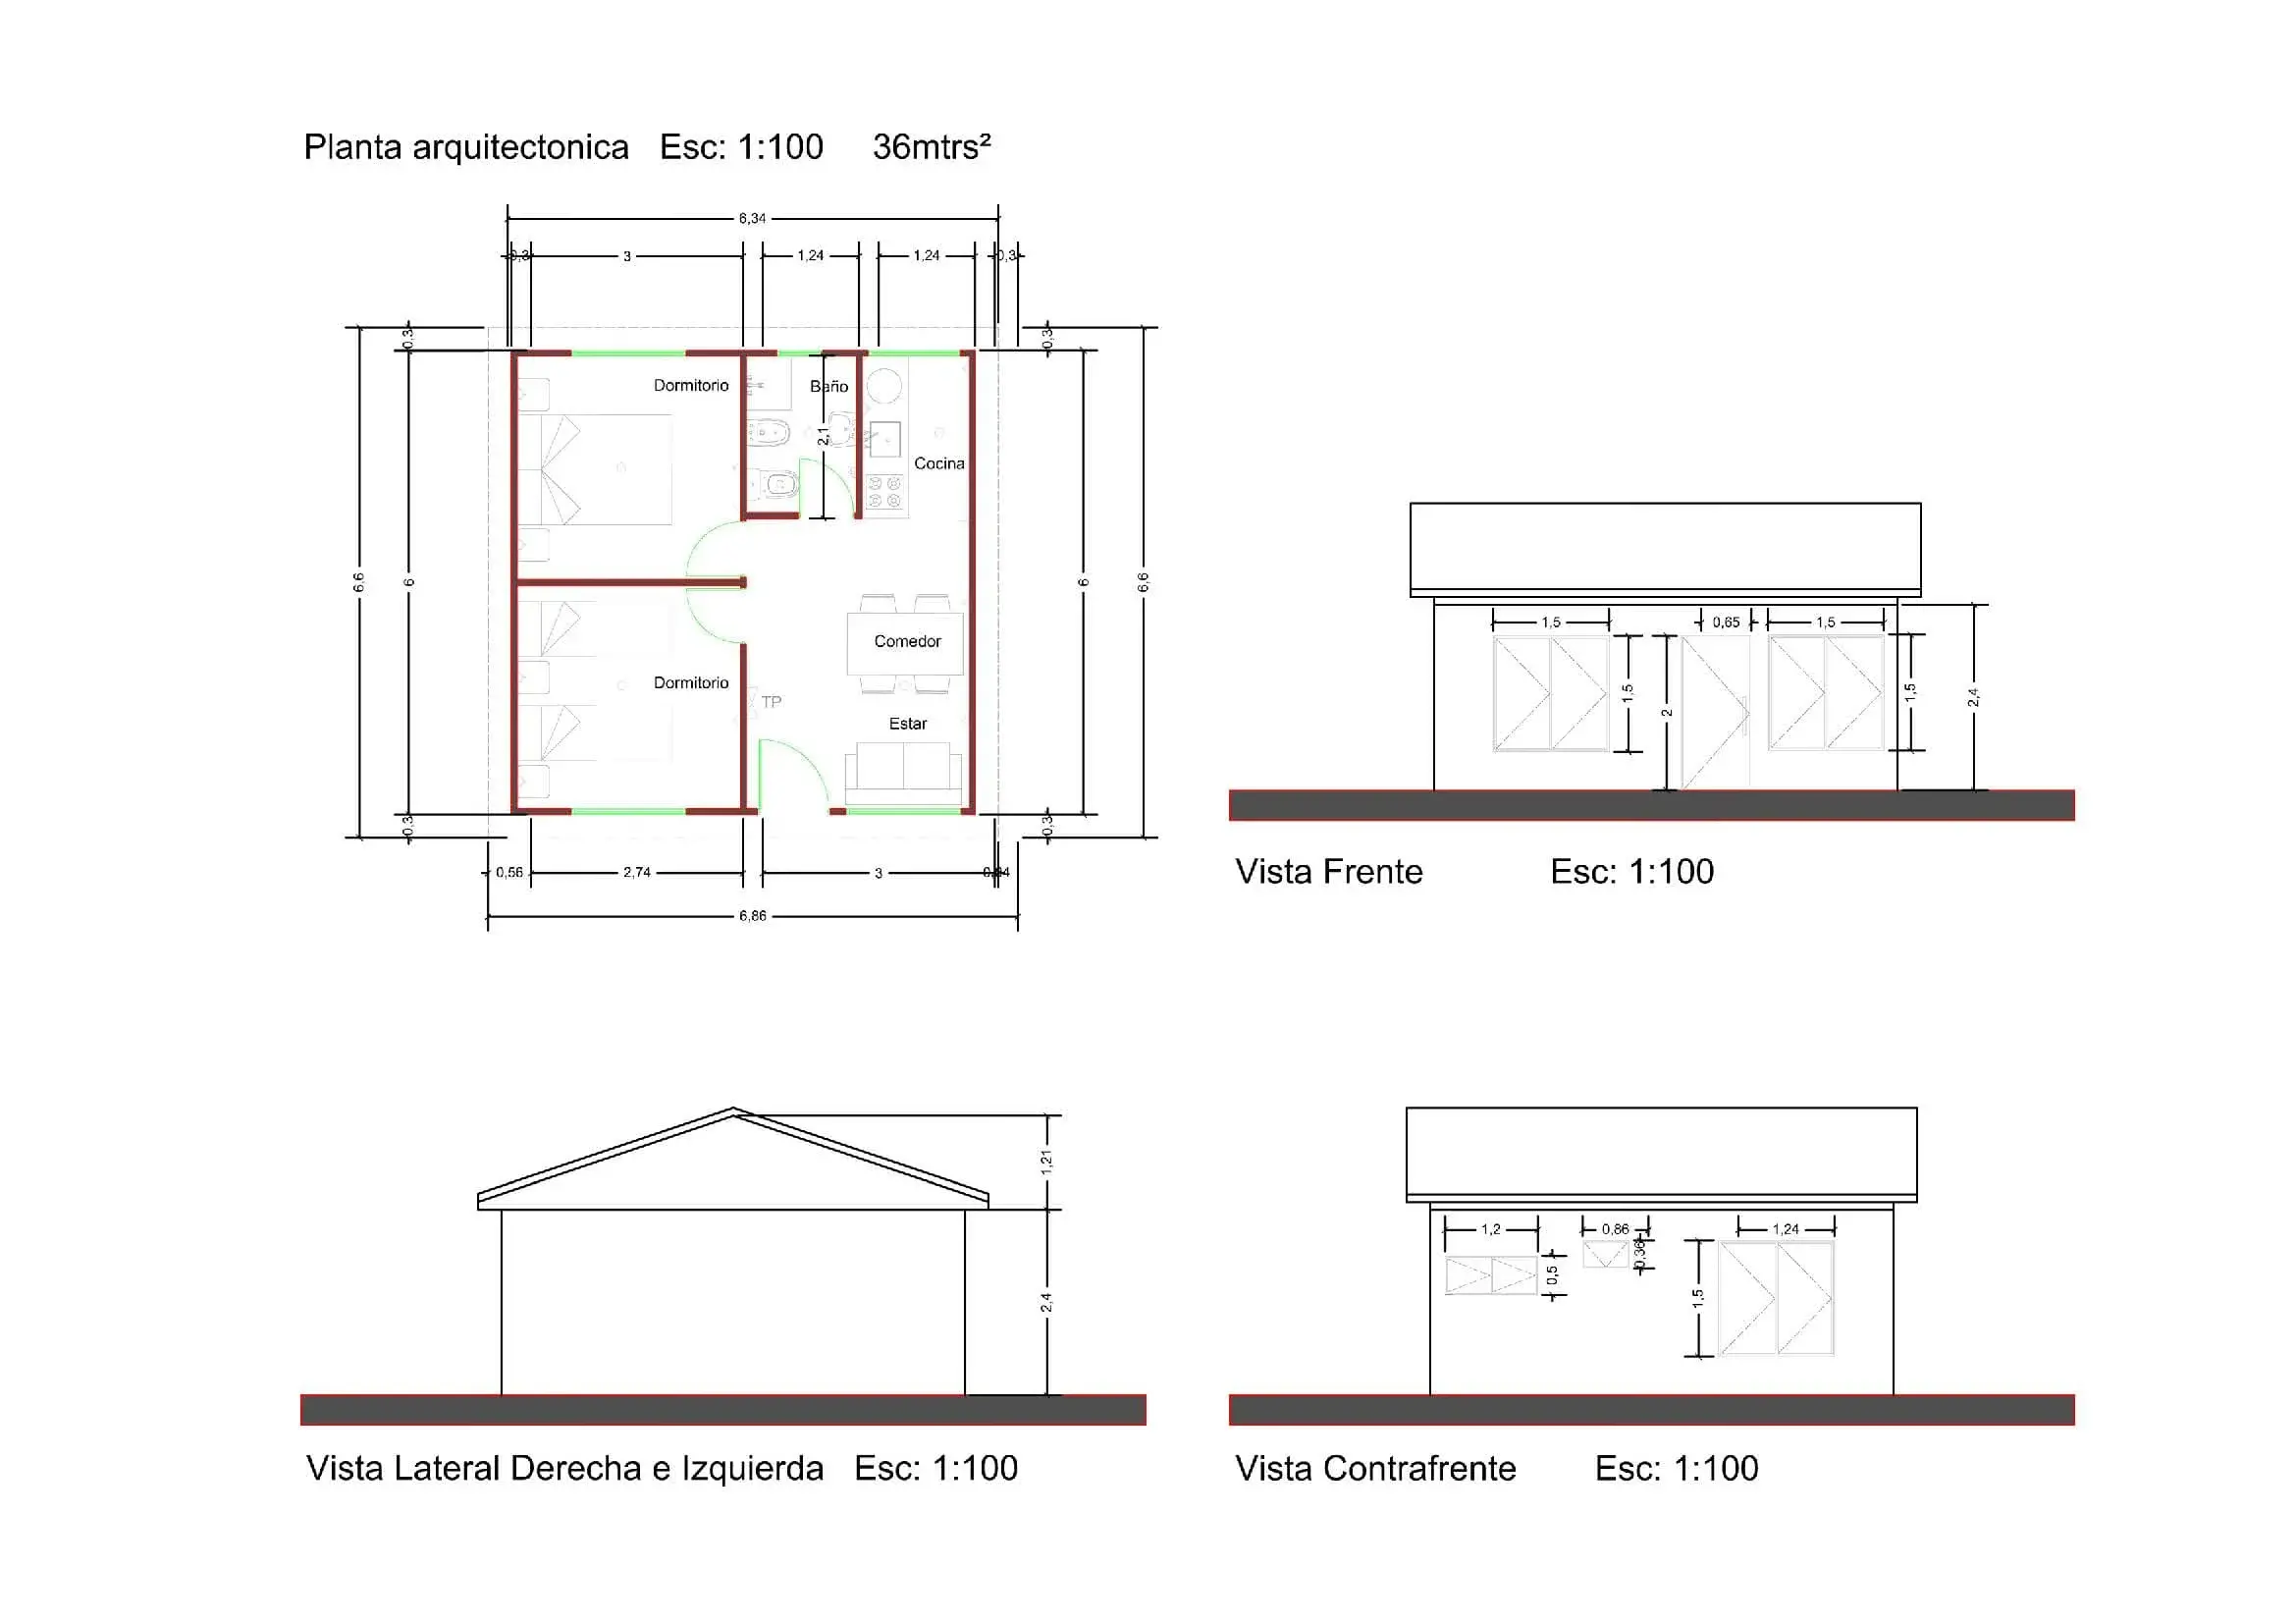 Planta arquitectonica Esc: 1:100 36mtrs²
6,34
0,3 3 1,24 1,24 0,3
0,3 0,3
Dormitorio Baño
2,1
Cocina
6,6 6 6 6,6
Comedor
Dormitorio
TP
Estar
0,3 0,3
0,56 2,74 3
6,86
1,5 0,65 1,5
1,5 2 1,5 2,4
Vista Frente Esc: 1:100
1,21
2,4
Vista Lateral Derecha e Izquierda Esc: 1:100
1,2 0,86 1,24
0,5 0,36 1,5
Vista Contrafrente Esc: 1:100